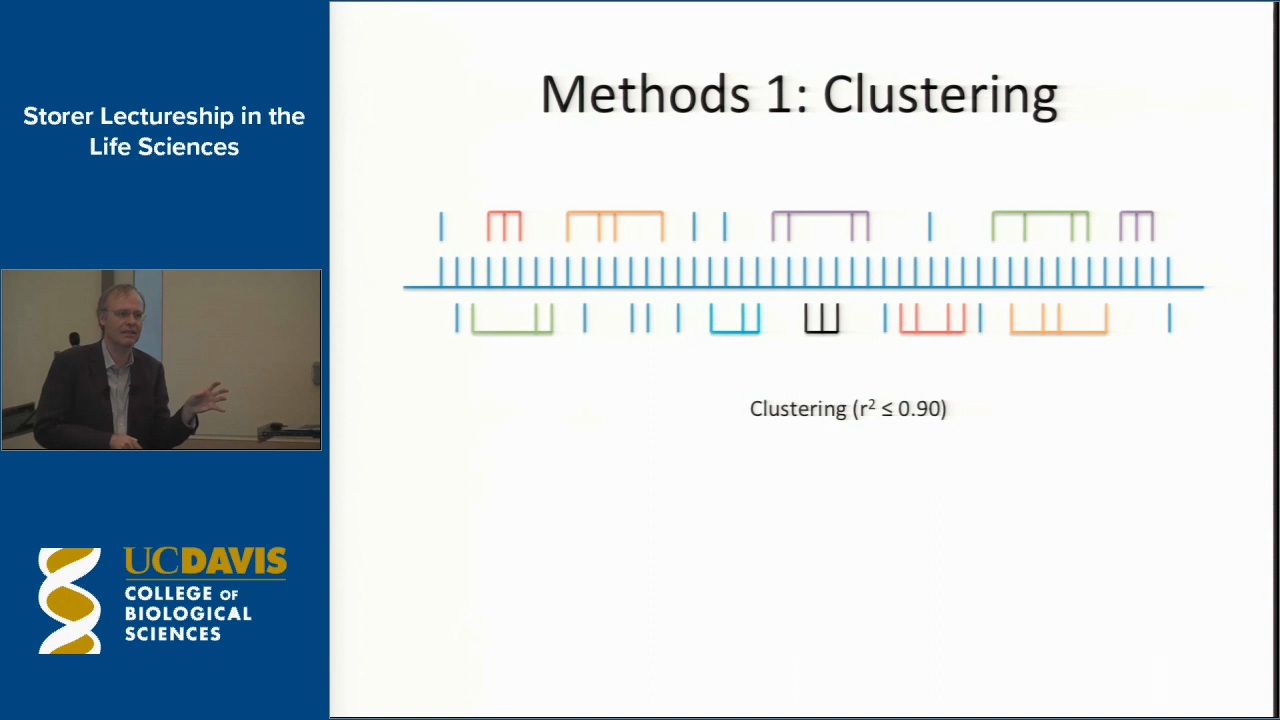 Storer Lectureship in the
Life Sciences
UCDAVIS
COLLEGE OF
BIOLOGICAL
SCIENCES
Methods 1: Clustering
Clustering (r² ≤ 0.90)